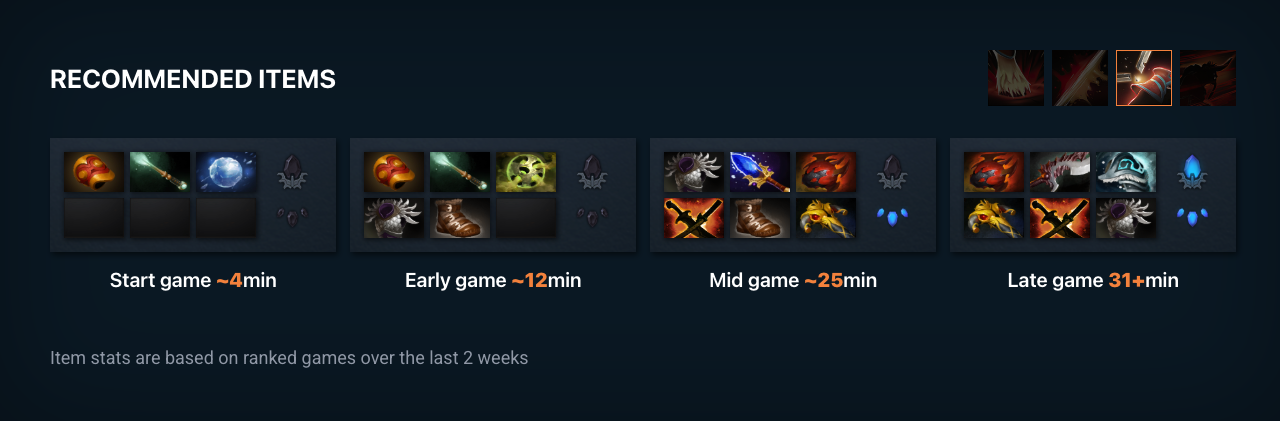 RECOMMENDED ITEMS
Start game ~4min
Early game ~12min
Mid game ~25min
Late game 31+min
Item stats are based on ranked games over the last 2 weeks